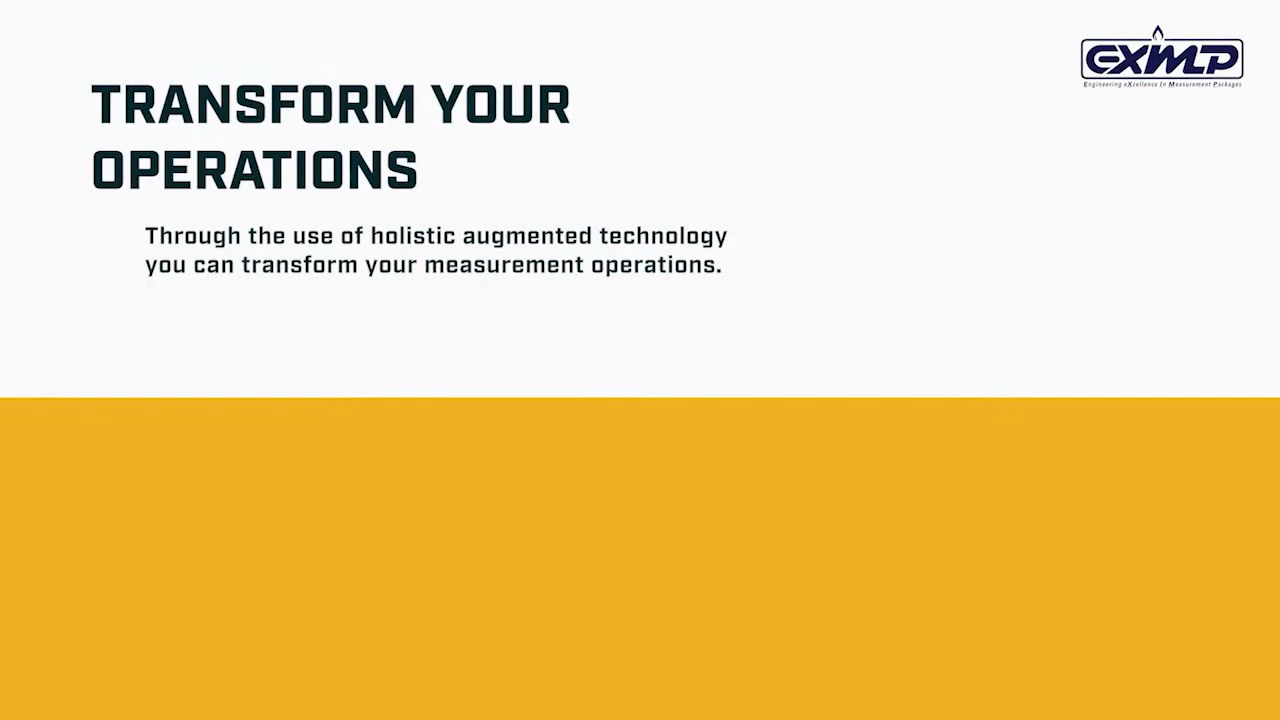 EXMP
Engineering eXcellence In Measurement Packages
TRANSFORM YOUR
OPERATIONS
Through the use of holistic augmented technology
you can transform your measurement operations.